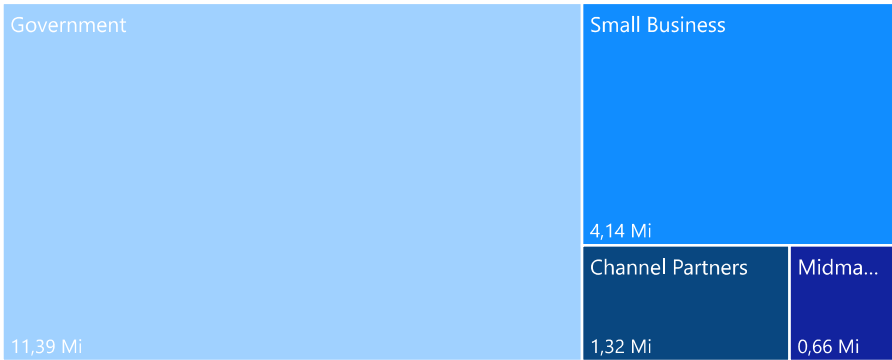 Government
11,39 Mi
Small Business
4,14 Mi
Channel Partners
1,32 Mi
Midma...
0,66 Mi